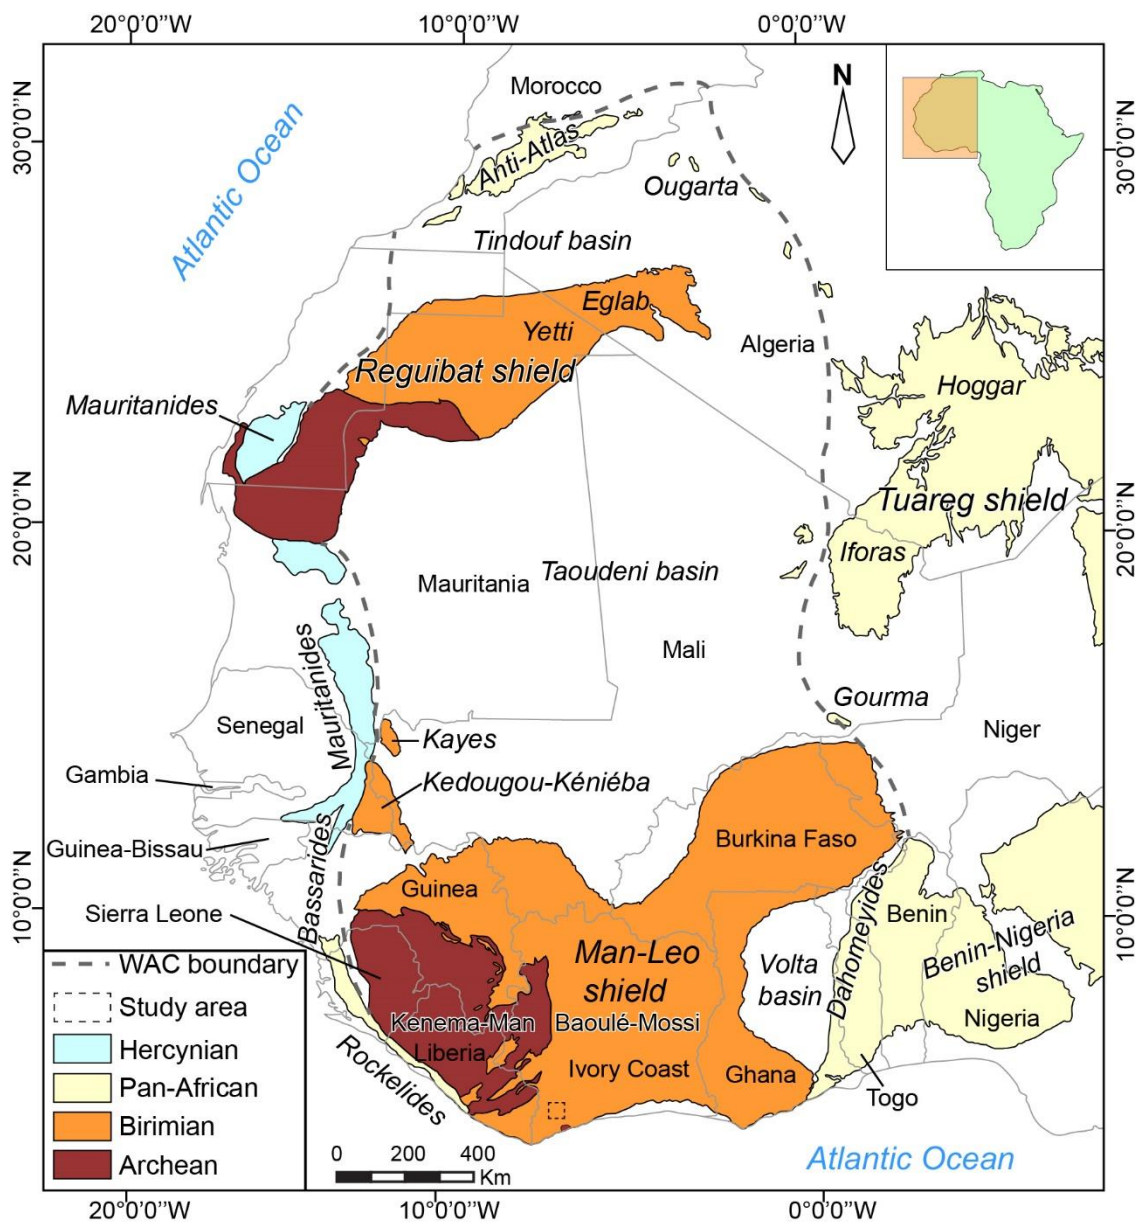 20°0'0''W
10°0'0''W
0°0'0''W
30°0'0''N
30°0'0''N
Atlantic Ocean
Morocco
N
Anti-Atlas
Ougarta
Tindouf basin
Eglab
Yetti
Algeria
Reguibat shield
Hoggar
Mauritanides
Tuareg shield
20°0'0''N
20°0'0''N
Iforas
Mauritania
Taoudeni basin
Mali
Mauritanides
Gourma
Senegal
Niger
Kayes
Gambia
Kedougou-Kéniéba
Burkina Faso
Guinea-Bissau
Bassarides
Guinea
10°0'0''N
10°0'0''N
Sierra Leone
Dahomeyides
Benin
Benin-Nigeria
shield
Man-Leo
shield
Volta
basin
Kenema-Man
Baoulé-Mossi
Nigeria
Liberia
Ivory Coast
Ghana
Togo
Rockelides
WAC boundary
Study area
Hercynian
Pan-African
Birimian
Archean
0 200 400
Km
Atlantic Ocean
20°0'0''W
10°0'0''W
0°0'0''W